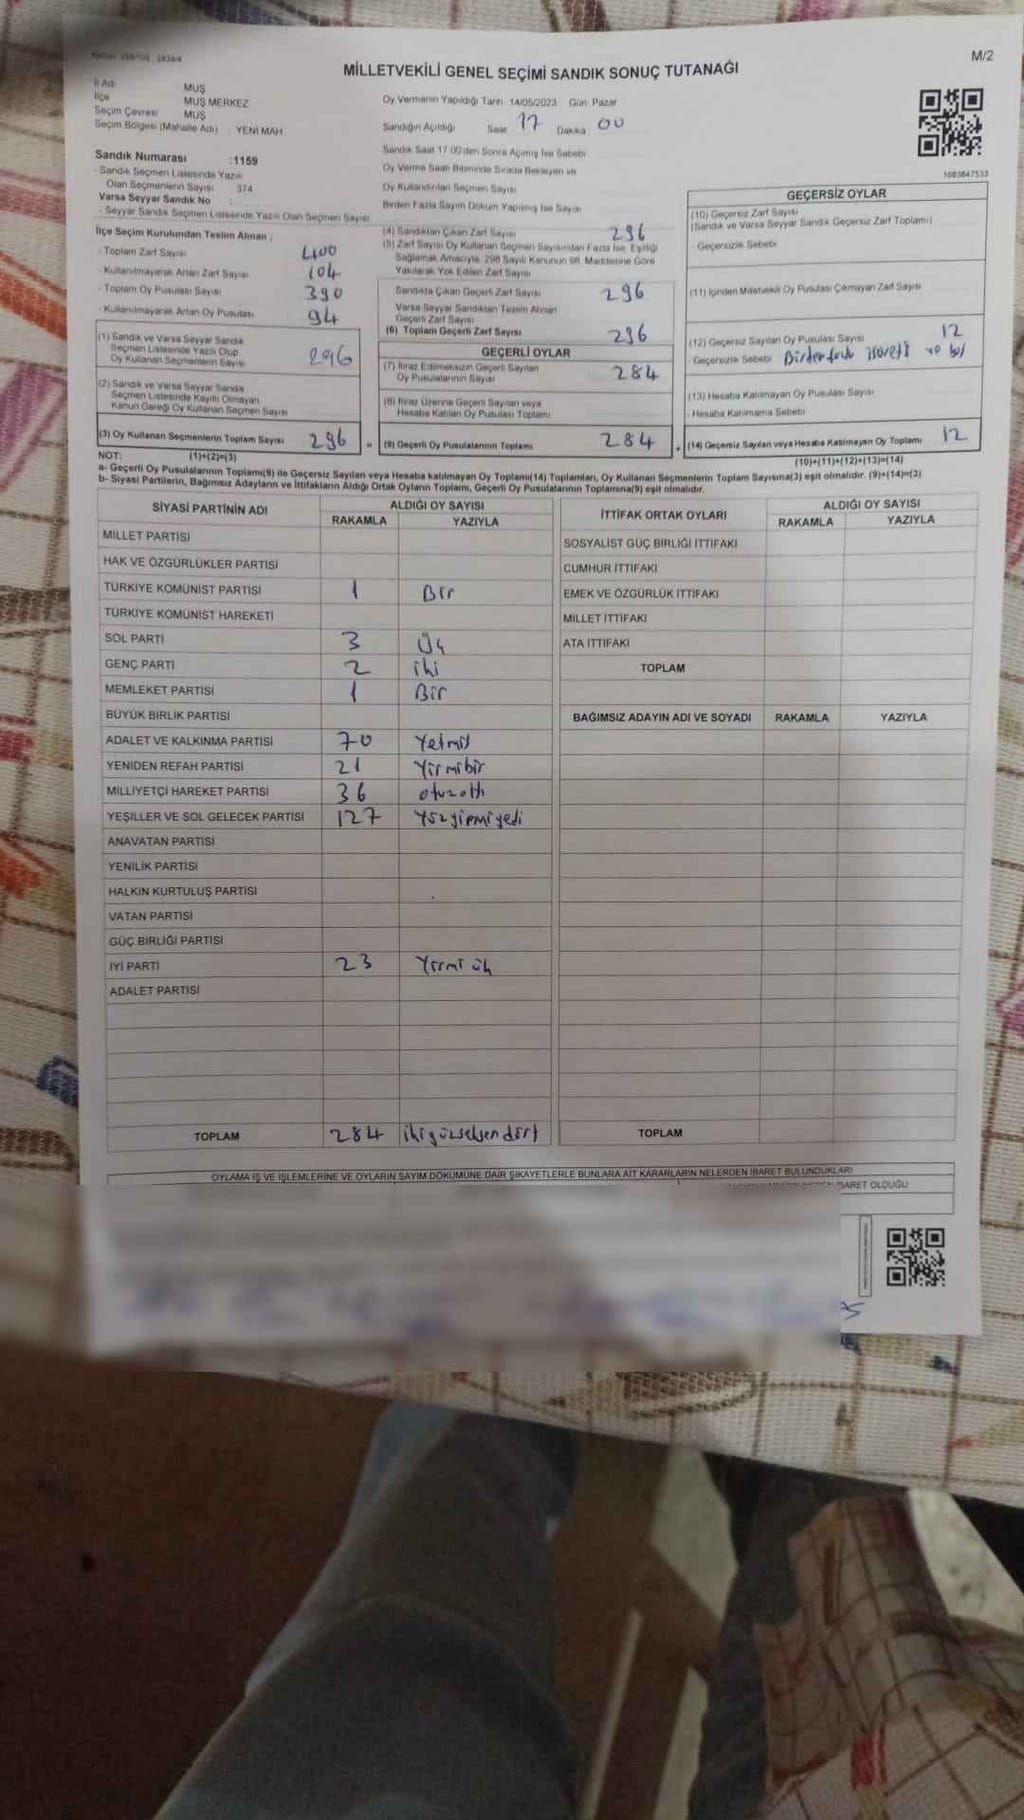 M/2
MİLLETVEKİLİ GENEL SEÇİMİ SANDIK SONUÇ TUTANAĞI
İl Adı MUŞ
İlçe MUŞ MERKEZ
Seçim Çevresi MUŞ
Seçim Bölgesi (Mahalle Adı) YENİ MAH
Sandık Numarası :1159
- Sandık Seçmen Listesinde Yazılı
Olan Seçmenlerin Sayısı 374
Varsa Seyyar Sandık No :
- Seyyar Sandık Seçmen Listesinde Yazılı Olan Seçmen Sayısı
Oy Vermenin Yapıldığı Tarih 14/05/2023 Gün: Pazar
Sandığın Açıldığı Saat 17 Dakika 00
Sandık Saat 17.00'den Sonra Açılmış İse Sebebi
Oy Verme Saati Bitiminde Sırada Bekleyen ve
Oy Kullandırılan Seçmen Sayısı
Birden Fazla Sayım Döküm Yapılmış İse Sayısı
1083847533
İlçe Seçim Kurulundan Teslim Alınan ;
- Toplam Zarf Sayısı 400
- Kullanılmayarak Artan Zarf Sayısı 104
- Toplam Oy Pusulası Sayısı 390
- Kullanılmayarak Artan Oy Pusulası 94
(1) Sandık ve Varsa Seyyar Sandık
Seçmen Listesinde Yazılı Olup
Oy Kullanan Seçmenlerin Sayısı 296
(2) Sandık ve Varsa Seyyar Sandık
Seçmen Listesinde Kayıtlı Olmayan
Kanun Gereği Oy Kullanan Seçmen Sayısı
(3) Oy Kullanan Seçmenlerin Toplam Sayısı 296 =
(4) Sandıktan Çıkan Zarf Sayısı 296
(5) Zarf Sayısı Oy Kullanan Seçmen Sayısından Fazla İse, Eşitliği
Sağlamak Amacıyla, 298 Sayılı Kanunun 98. Maddesine Göre
Yakılarak Yok Edilen Zarf Sayısı
Sandıkta Çıkan Geçerli Zarf Sayısı 296
Varsa Seyyar Sandıktan Teslim Alınan
Geçerli Zarf Sayısı
(6) Toplam Geçerli Zarf Sayısı 296
GEÇERLİ OYLAR
(7) İtiraz Edilmeksizin Geçerli Sayılan
Oy Pusulalarının Sayısı 284
(8) İtiraz Üzerine Geçerli Sayılan veya
Hesaba Katılan Oy Pusulası Toplamı
(9) Geçerli Oy Pusulalarının Toplamı 284 +
GEÇERSİZ OYLAR
(10) Geçersiz Zarf Sayısı
(Sandık ve Varsa Seyyar Sandık Geçersiz Zarf Toplamı)
- Geçersizlik Sebebi
(11) İçinden Milletvekili Oy Pusulası Çıkmayan Zarf Sayısı
(12) Geçersiz Sayılan Oy Pusulası Sayısı 12
- Geçersizlik Sebebi Birden fazla
(13) Hesaba Katılmayan Oy Pusulası Sayısı
- Hesaba Katılmama Sebebi
(14) Geçersiz Sayılan veya Hesaba Katılmayan Oy Toplamı 12
NOT: (1)+(2)=(3) (10)+(11)+(12)+(13)=(14)
a- Geçerli Oy Pusulalarının Toplamı(9) ile Geçersiz Sayılan veya Hesaba katılmayan Oy Toplamı(14) Toplamları, Oy Kullanan Seçmenlerin Toplam Sayısına(3) eşit olmalıdır. (9)+(14)=(3)
b- Siyasi Partilerin, Bağımsız Adayların ve İttifakların Aldığı Ortak Oyların Toplamı, Geçerli Oy Pusulalarının Toplamına(9) eşit olmalıdır.
SİYASİ PARTİNİN ADI ALDIĞI OY SAYISI
RAKAMLA YAZIYLA
MİLLET PARTİSİ
HAK VE ÖZGÜRLÜKLER PARTİSİ
TÜRKİYE KOMÜNİST PARTİSİ 1 Bir
TÜRKİYE KOMÜNİST HAREKETİ
SOL PARTİ 3 Üç
GENÇ PARTİ 2 iki
MEMLEKET PARTİSİ 1 Bir
BÜYÜK BİRLİK PARTİSİ
ADALET VE KALKINMA PARTİSİ 70 Yetmiş
YENİDEN REFAH PARTİSİ 21 Yirmibir
MİLLİYETÇİ HAREKET PARTİSİ 36 otuzaltı
YEŞİLLER VE SOL GELECEK PARTİSİ 127 Yüzyirmiyedi
ANAVATAN PARTİSİ
YENİLİK PARTİSİ
HALKIN KURTULUŞ PARTİSİ
VATAN PARTİSİ
GÜÇ BİRLİĞİ PARTİSİ
İYİ PARTİ 23 Yirmi üç
ADALET PARTİSİ
TOPLAM 284 ikiyüzseksendört
İTTİFAK ORTAK OYLARI ALDIĞI OY SAYISI
RAKAMLA YAZIYLA
SOSYALİST GÜÇ BİRLİĞİ İTTİFAKI
CUMHUR İTTİFAKI
EMEK VE ÖZGÜRLÜK İTTİFAKI
MİLLET İTTİFAKI
ATA İTTİFAKI
TOPLAM
BAĞIMSIZ ADAYIN ADI VE SOYADI RAKAMLA YAZIYLA
TOPLAM
OYLAMA İŞ VE İŞLEMLERİNE VE OYLARIN SAYIM DÖKÜMÜNE DAİR ŞİKAYETLERLE BUNLARA AİT KARARLARIN NELERDEN İBARET BULUNDUKLARI
OLDUĞU